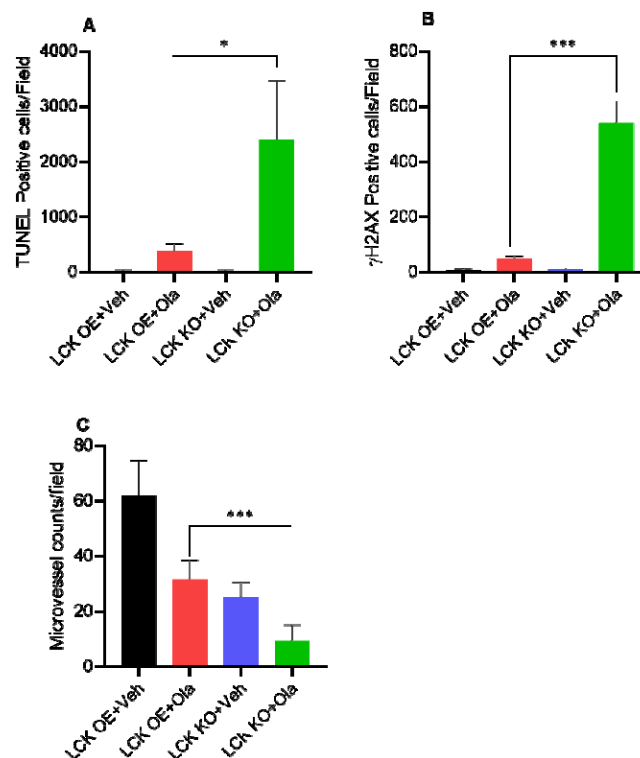 A
TUNEL Positive cells/Field
4000
3000
2000
1000
0
*
LCK OE+Veh
LCK OE+Ola
LCK KO+Veh
LCK KO+Ola
B
γH2AX Positive cells/Field
800
600
400
200
0
***
LCK OE+Veh
LCK OE+Ola
LCK KO+Veh
LCK KO+Ola
C
Microvessel counts/field
80
60
40
20
0
***
LCK OE+Veh
LCK OE+Ola
LCK KO+Veh
LCK KO+Ola